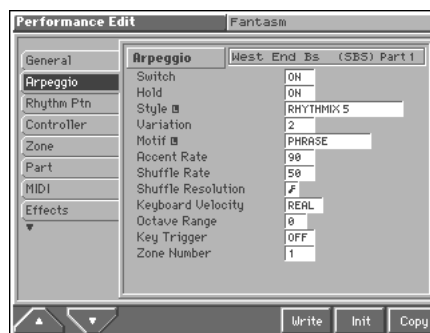 Performance Edit Fantasm
General
Arpeggio
Rhythm Ptn
Controller
Zone
Part
MIDI
Effects
Arpeggio West End Bs (SBS) Part 1
Switch ON
Hold ON
Style RHYTHMIX 5
Variation 2
Motif PHRASE
Accent Rate 90
Shuffle Rate 50
Shuffle Resolution
Keyboard Velocity REAL
Octave Range 0
Key Trigger OFF
Zone Number 1
Write Init Copy